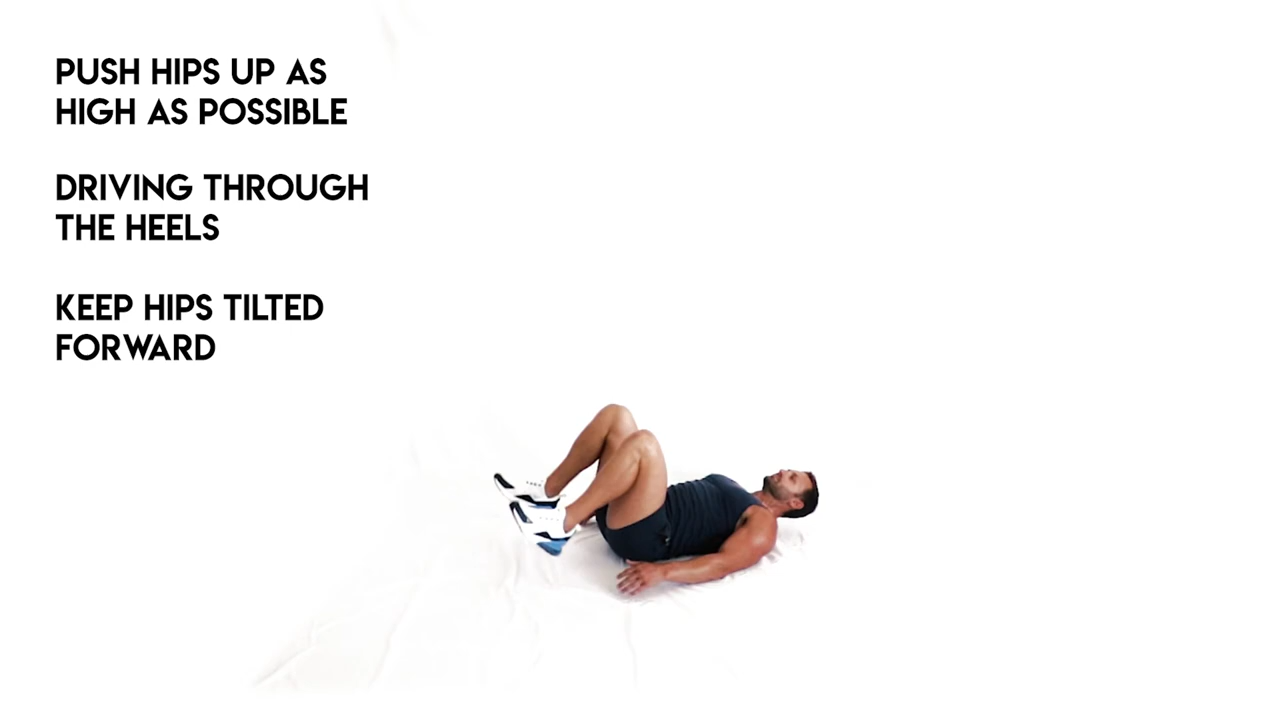 PUSH HIPS UP AS
HIGH AS POSSIBLE
DRIVING THROUGH
THE HEELS
KEEP HIPS TILTED
FORWARD